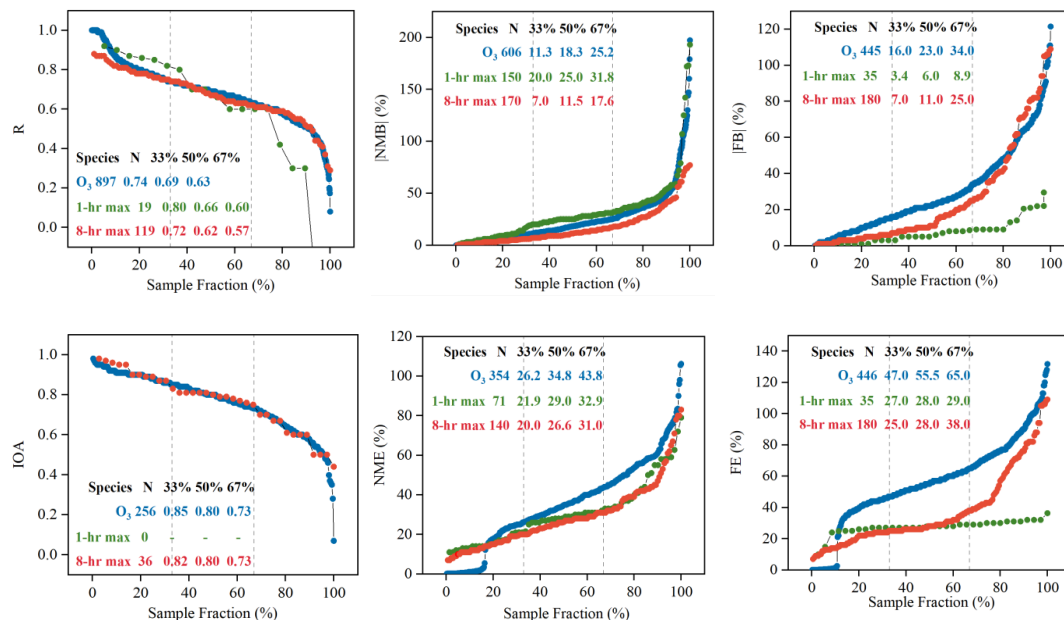 R
1.0
0.8
0.6
0.4
0.2
0.0
Species N 33% 50% 67%
O3 897 0.74 0.69 0.63
1-hr max 19 0.80 0.66 0.60
8-hr max 119 0.72 0.62 0.57
0 20 40 60 80 100
Sample Fraction (%)
|NMB| (%)
200
150
100
50
0
Species N 33% 50% 67%
O3 606 11.3 18.3 25.2
1-hr max 150 20.0 25.0 31.8
8-hr max 170 7.0 11.5 17.6
0 20 40 60 80 100
Sample Fraction (%)
|FB| (%)
120
100
80
60
40
20
0
Species N 33% 50% 67%
O3 445 16.0 23.0 34.0
1-hr max 35 3.4 6.0 8.9
8-hr max 180 7.0 11.0 25.0
0 20 40 60 80 100
Sample Fraction (%)
IOA
1.0
0.8
0.6
0.4
0.2
0.0
Species N 33% 50% 67%
O3 256 0.85 0.80 0.73
1-hr max 0 - - -
8-hr max 36 0.82 0.80 0.73
0 20 40 60 80 100
Sample Fraction (%)
NME (%)
120
100
80
60
40
20
0
Species N 33% 50% 67%
O3 354 26.2 34.8 43.8
1-hr max 71 21.9 29.0 32.9
8-hr max 140 20.0 26.6 31.0
0 20 40 60 80 100
Sample Fraction (%)
FE (%)
140
120
100
80
60
40
20
0
Species N 33% 50% 67%
O3 446 47.0 55.5 65.0
1-hr max 35 27.0 28.0 29.0
8-hr max 180 25.0 28.0 38.0
0 20 40 60 80 100
Sample Fraction (%)